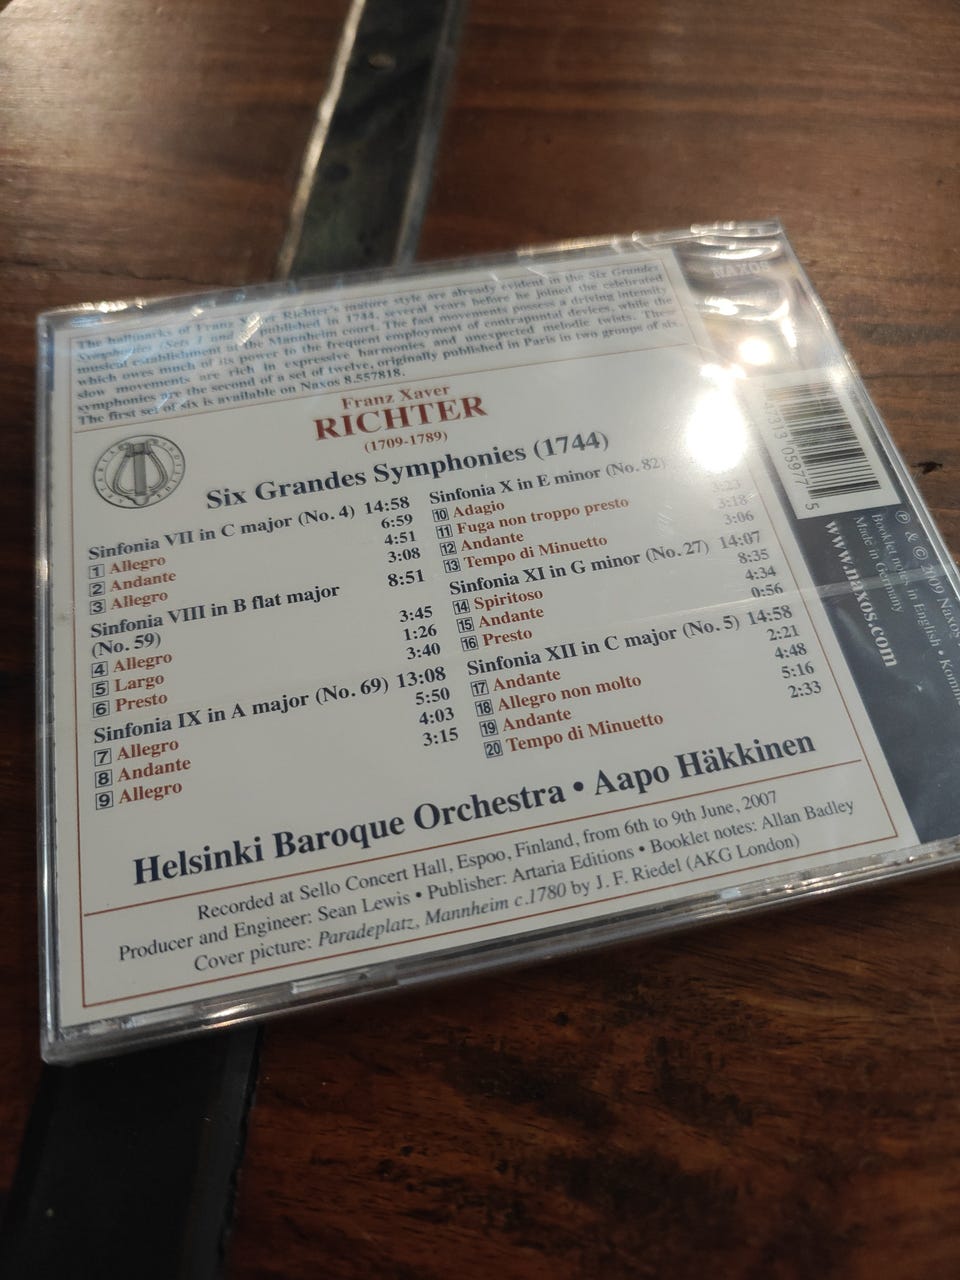 NAXOS
The hallmarks of Franz Xaver Richter's mature style are already evident in the Six Grandes
Symphonies (Sets 1 and 2) published in 1744, several years before he joined the celebrated
musical establishment of the Mannheim court. The fast movements possess a driving intensity
which owes much of its power to the frequent employment of contrapuntal devices, while the
slow movements are rich in expressive harmonies and unexpected melodic twists. These
symphonies are the second of a set of twelve, originally published in Paris in two groups of six.
The first set of six is available on Naxos 8.557818.
Franz Xaver
RICHTER
(1709-1789)
Six Grandes Symphonies (1744)
Sinfonia VII in C major (No. 4) 14:58
1 Allegro 6:59
2 Andante 4:51
3 Allegro 3:08
Sinfonia VIII in B flat major 8:51
(No. 59)
4 Allegro 3:45
5 Largo 1:26
6 Presto 3:40
Sinfonia IX in A major (No. 69) 13:08
7 Allegro 5:50
8 Andante 4:03
9 Allegro 3:15
Sinfonia X in E minor (No. 82)
10 Adagio
11 Fuga non troppo presto 3:23
12 Andante 3:18
13 Tempo di Minuetto 3:06
Sinfonia XI in G minor (No. 27) 14:07
14 Spiritoso 8:35
15 Andante 4:34
16 Presto 0:56
Sinfonia XII in C major (No. 5) 14:58
17 Andante 2:21
18 Allegro non molto 4:48
19 Andante 5:16
20 Tempo di Minuetto 2:33
Helsinki Baroque Orchestra • Aapo Häkkinen
Recorded at Sello Concert Hall, Espoo, Finland, from 6th to 9th June, 2007
Producer and Engineer: Sean Lewis • Publisher: Artaria Editions • Booklet notes: Allan Badley
Cover picture: Paradeplatz, Mannheim c.1780 by J. F. Riedel (AKG London)
47313 05977 5
℗ & © 2009 Naxos
Booklet notes in English •
Made in Germany
www.naxos.com